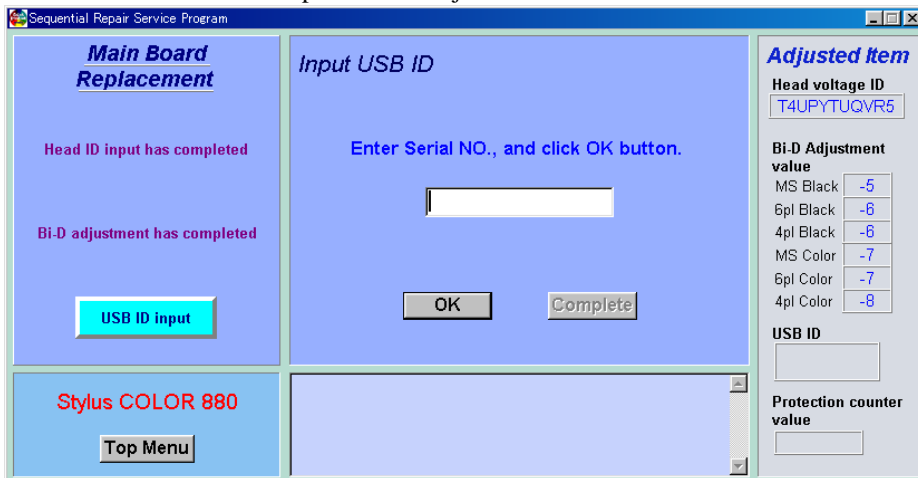 Sequential Repair Service Program
Main Board
Replacement
Head ID input has completed
Bi-D adjustment has completed
USB ID input
Input USB ID
Enter Serial NO., and click OK button.
OK
Complete
Adjusted Item
Head voltage ID
T4UPYTUQVR5
Bi-D Adjustment
value
MS Black -5
6pl Black -6
4pl Black -6
MS Color -7
6pl Color -7
4pl Color -8
USB ID
Protection counter
value
Stylus COLOR 880
Top Menu